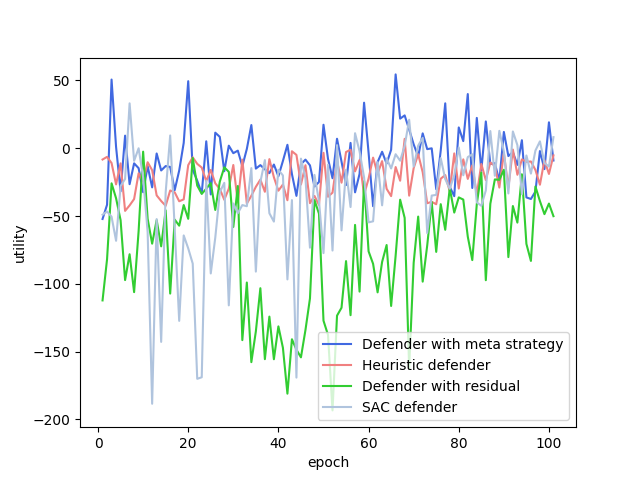 utility
50
0
−50
−100
−150
−200
Defender with meta strategy
Heuristic defender
Defender with residual
SAC defender
0 20 40 60 80 100
epoch